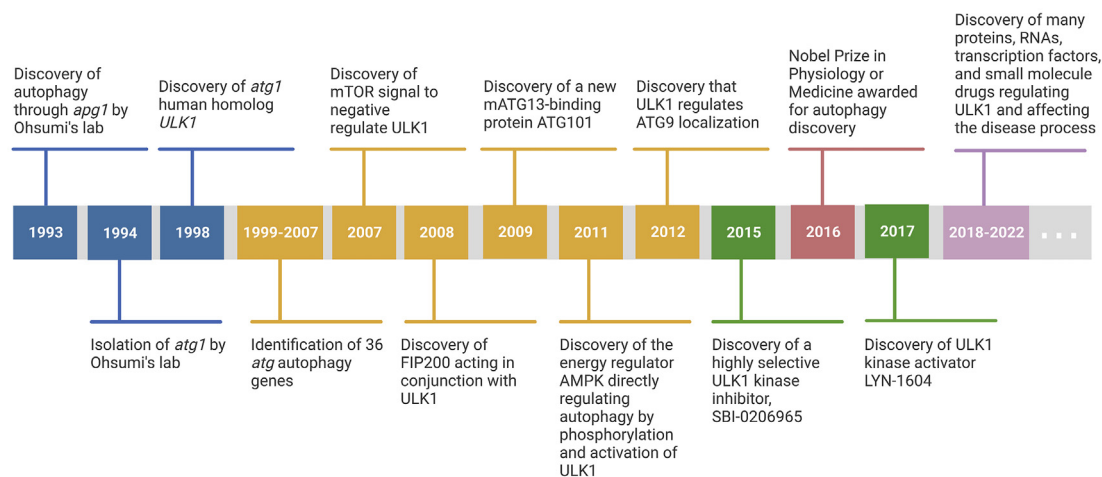 Discovery of
autophagy
through apg1 by
Ohsumi's lab
Discovery of atg1
human homolog
ULK1
Discovery of
mTOR signal to
negative
regulate ULK1
Discovery of a new
mATG13-binding
protein ATG101
Discovery that
ULK1 regulates
ATG9 localization
Nobel Prize in
Physiology or
Medicine awarded
for autophagy
discovery
Discovery of many
proteins, RNAs,
transcription factors,
and small molecule
drugs regulating
ULK1 and affecting
the disease process
1993
1994
1998
1999-2007
2007
2008
2009
2011
2012
2015
2016
2017
2018-2022
...
Isolation of atg1 by
Ohsumi's lab
Identification of 36
atg autophagy
genes
Discovery of
FIP200 acting in
conjunction with
ULK1
Discovery of the
energy regulator
AMPK directly
regulating
autophagy by
phosphorylation
and activation of
ULK1
Discovery of a
highly selective
ULK1 kinase
inhibitor,
SBI-0206965
Discovery of ULK1
kinase activator
LYN-1604